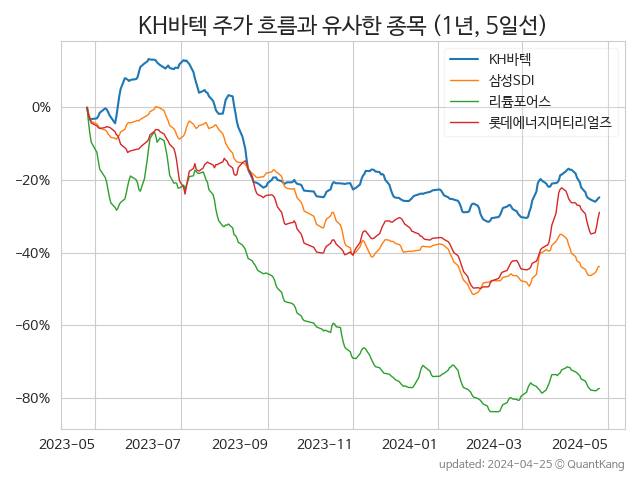 KH바텍 주가 흐름과 유사한 종목 (1년, 5일선)
KH바텍
삼성SDI
리튬포어스
롯데에너지머티리얼즈
0%
−20%
−40%
−60%
−80%
2023-05 2023-07 2023-09 2023-11 2024-01 2024-03 2024-05
updated: 2024-04-25 © QuantKang